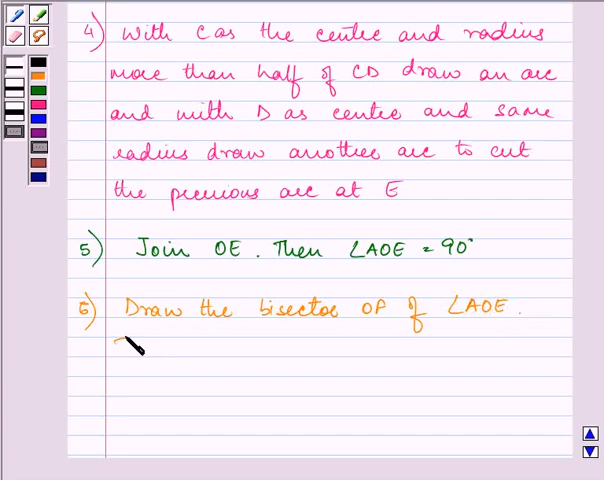 4) With C as the centre and radius
more than half of CD draw an arc
and with D as centre and same
radius draw another arc to cut
the previous arc at E
5) Join OE. Then ∠AOE = 90°
6) Draw the bisector OP of ∠AOE.